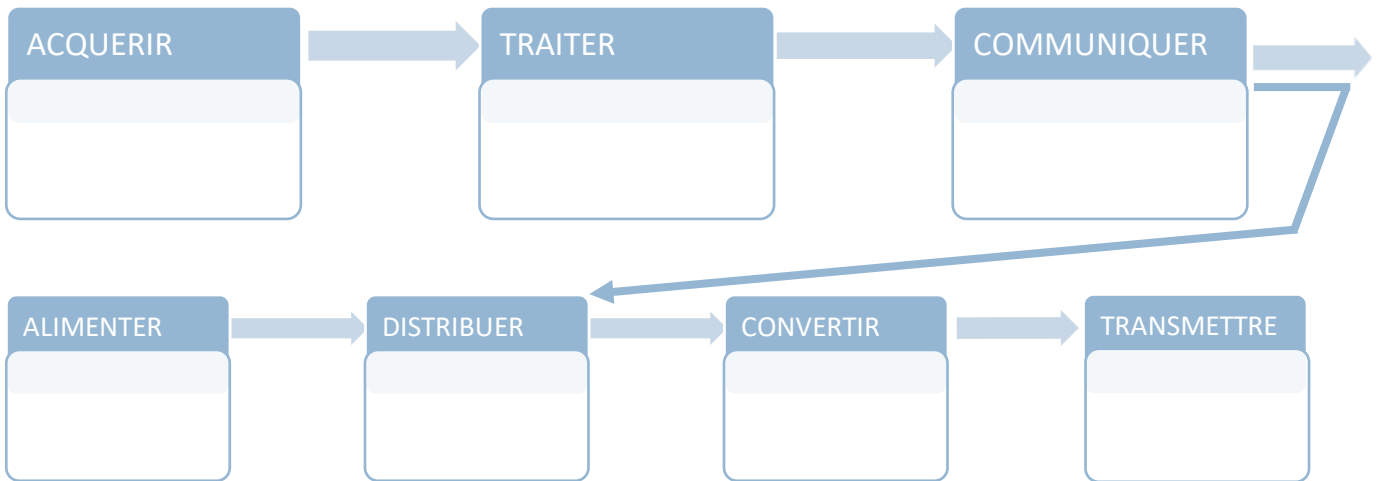 ACQUERIR
TRAITER
COMMUNIQUER
ALIMENTER
DISTRIBUER
CONVERTIR
TRANSMETTRE